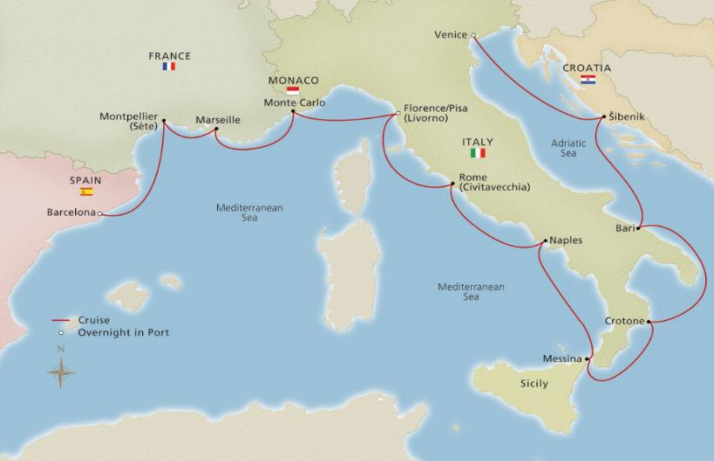 Venice
FRANCE
CROATIA
MONACO
Monte Carlo
Montpellier
(Sète)
Marseille
Florence/Pisa
(Livorno)
Šibenik
ITALY
Adriatic
Sea
SPAIN
Rome
(Civitavecchia)
Barcelona
Mediterranean
Sea
Bari
Naples
Mediterranean
Sea
Cruise
Overnight in Port
Crotone
N
Messina
Sicily